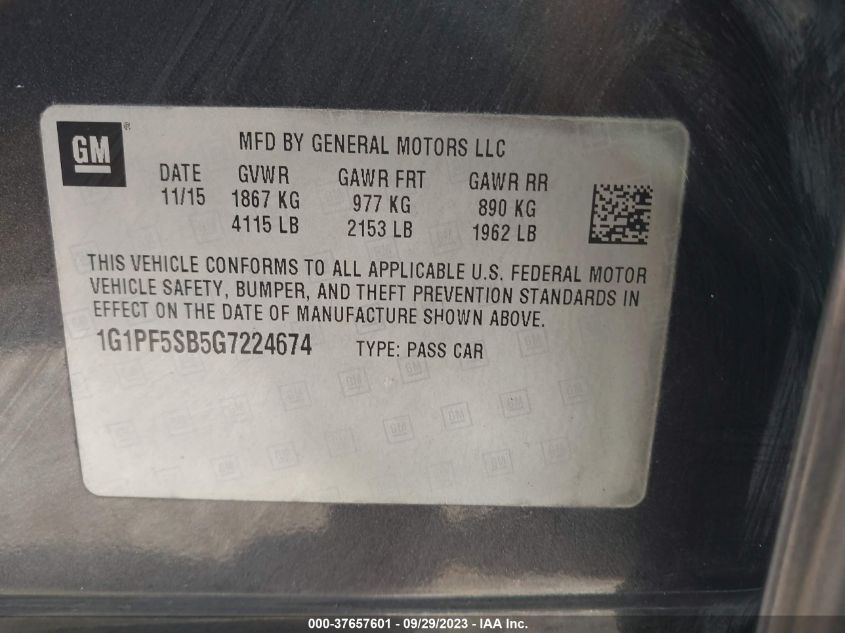 GM ® MFD BY GENERAL MOTORS LLC
DATE GVWR GAWR FRT GAWR RR
11/15 1867 KG 977 KG 890 KG
4115 LB 2153 LB 1962 LB
THIS VEHICLE CONFORMS TO ALL APPLICABLE U.S. FEDERAL MOTOR
VEHICLE SAFETY, BUMPER, AND THEFT PREVENTION STANDARDS IN
EFFECT ON THE DATE OF MANUFACTURE SHOWN ABOVE.
1G1PF5SB5G7224674 TYPE: PASS CAR
000-37657601 - 09/29/2023 - IAA Inc.